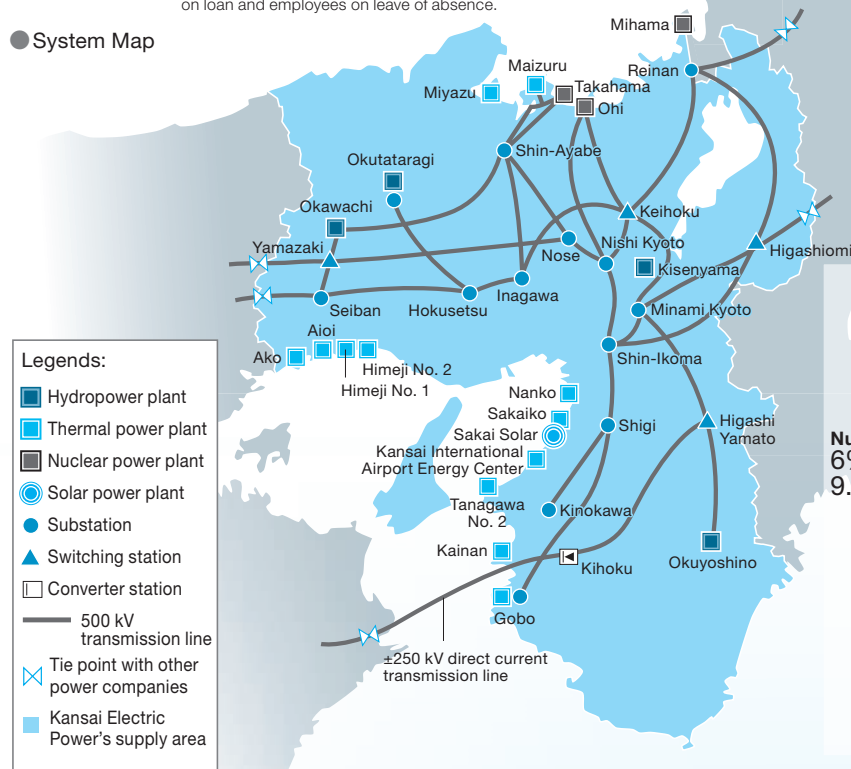 on loan and employees on leave of absence.
System Map
Mihama
Reinan
Maizuru
Miyazu
Takahama
Ohi
Shin-Ayabe
Okutataragi
Okawachi
Keihoku
Yamazaki
Nose
Nishi Kyoto
Higashiomi
Kisenyama
Inagawa
Seiban
Hokusetsu
Minami Kyoto
Aioi
Shin-Ikoma
Ako
Himeji No. 2
Himeji No. 1
Nanko
Sakaiko
Sakai Solar
Shigi
Higashi
Yamato
Kansai International
Airport Energy Center
Tanagawa
No. 2
Kinokawa
Kainan
Kihoku
Okuyoshino
Gobo
±250 kV direct current
transmission line
Legends:
Hydropower plant
Thermal power plant
Nuclear power plant
Solar power plant
Substation
Switching station
Converter station
500 kV
transmission line
Tie point with other
power companies
Kansai Electric
Power's supply area
Nu
6%
9.